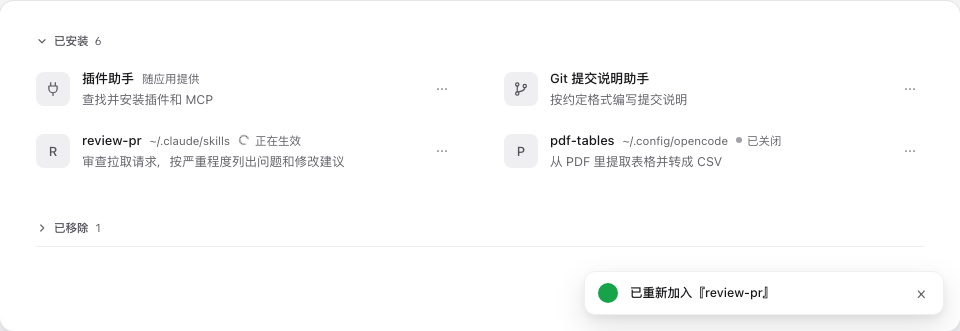 已安装 6
插件助手 随应用提供
查找并安装插件和 MCP
Git 提交说明助手
按约定格式编写提交说明
R
review-pr ~/.claude/skills 正在生效
审查拉取请求，按严重程度列出问题和修改建议
P
pdf-tables ~/.config/opencode 已关闭
从 PDF 里提取表格并转成 CSV
已移除 1
已重新加入『review-pr』